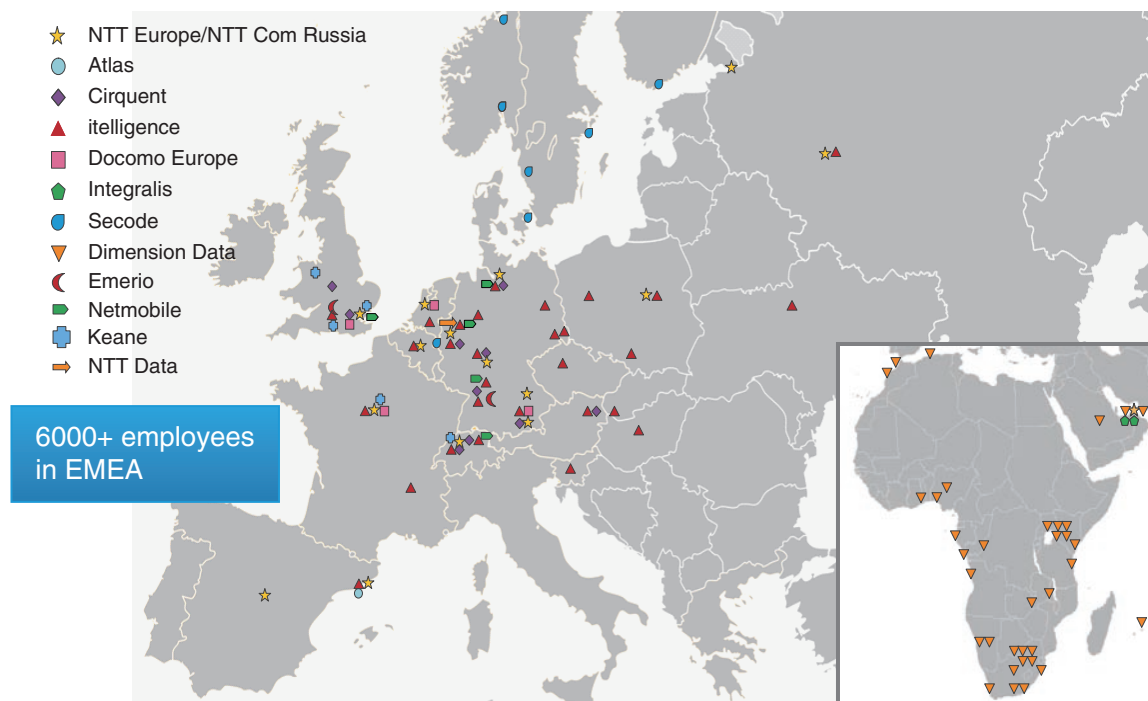 NTT Europe/NTT Com Russia
Atlas
Cirquent
itelligence
Docomo Europe
Integralis
Secode
Dimension Data
Emerio
Netmobile
Keane
NTT Data
6000+ employees
in EMEA